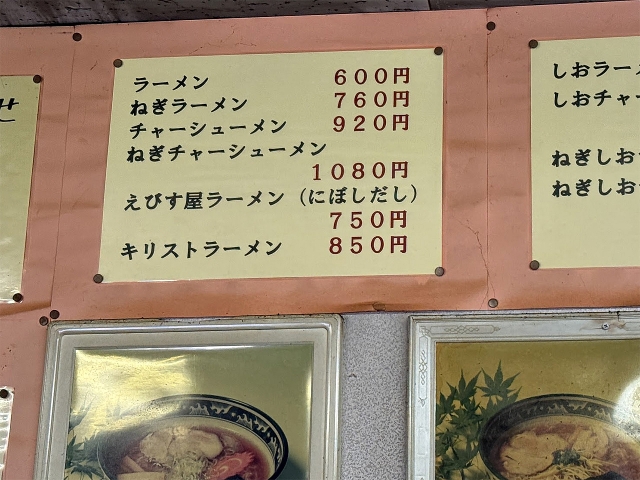 せ
ラーメン 600円
ねぎラーメン 760円
チャーシューメン 920円
ねぎチャーシューメン
1080円
えびす屋ラーメン (にぼしだし)
750円
キリストラーメン 850円
しおラーメ
しおチャー
ねぎしお
ねぎしお